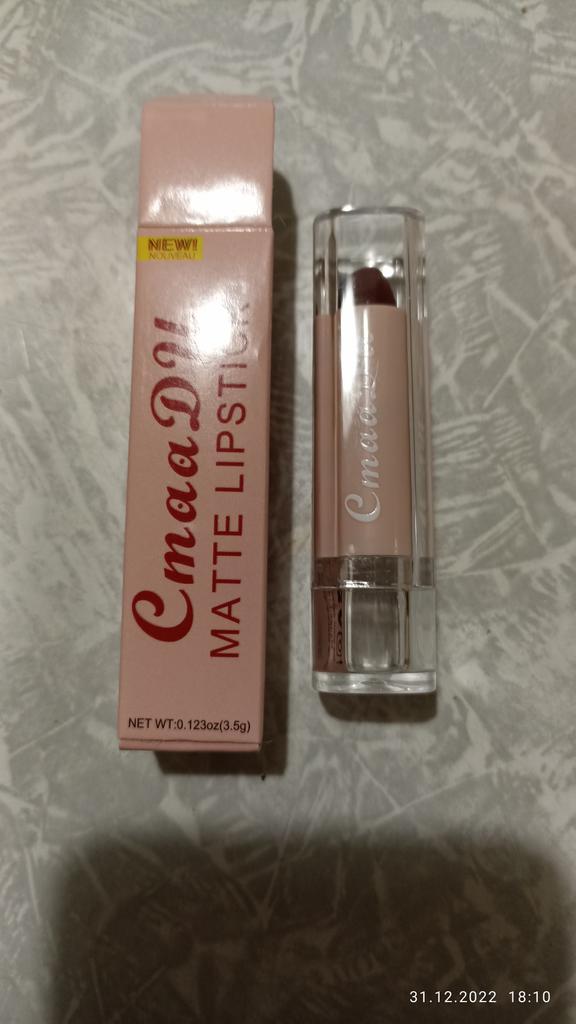 NEW!
NOUVEAU
CmaaDU
MATTE LIPSTICK
NET WT:0.123oz(3.5g)
CmaaDU
31.12.2022 18:10